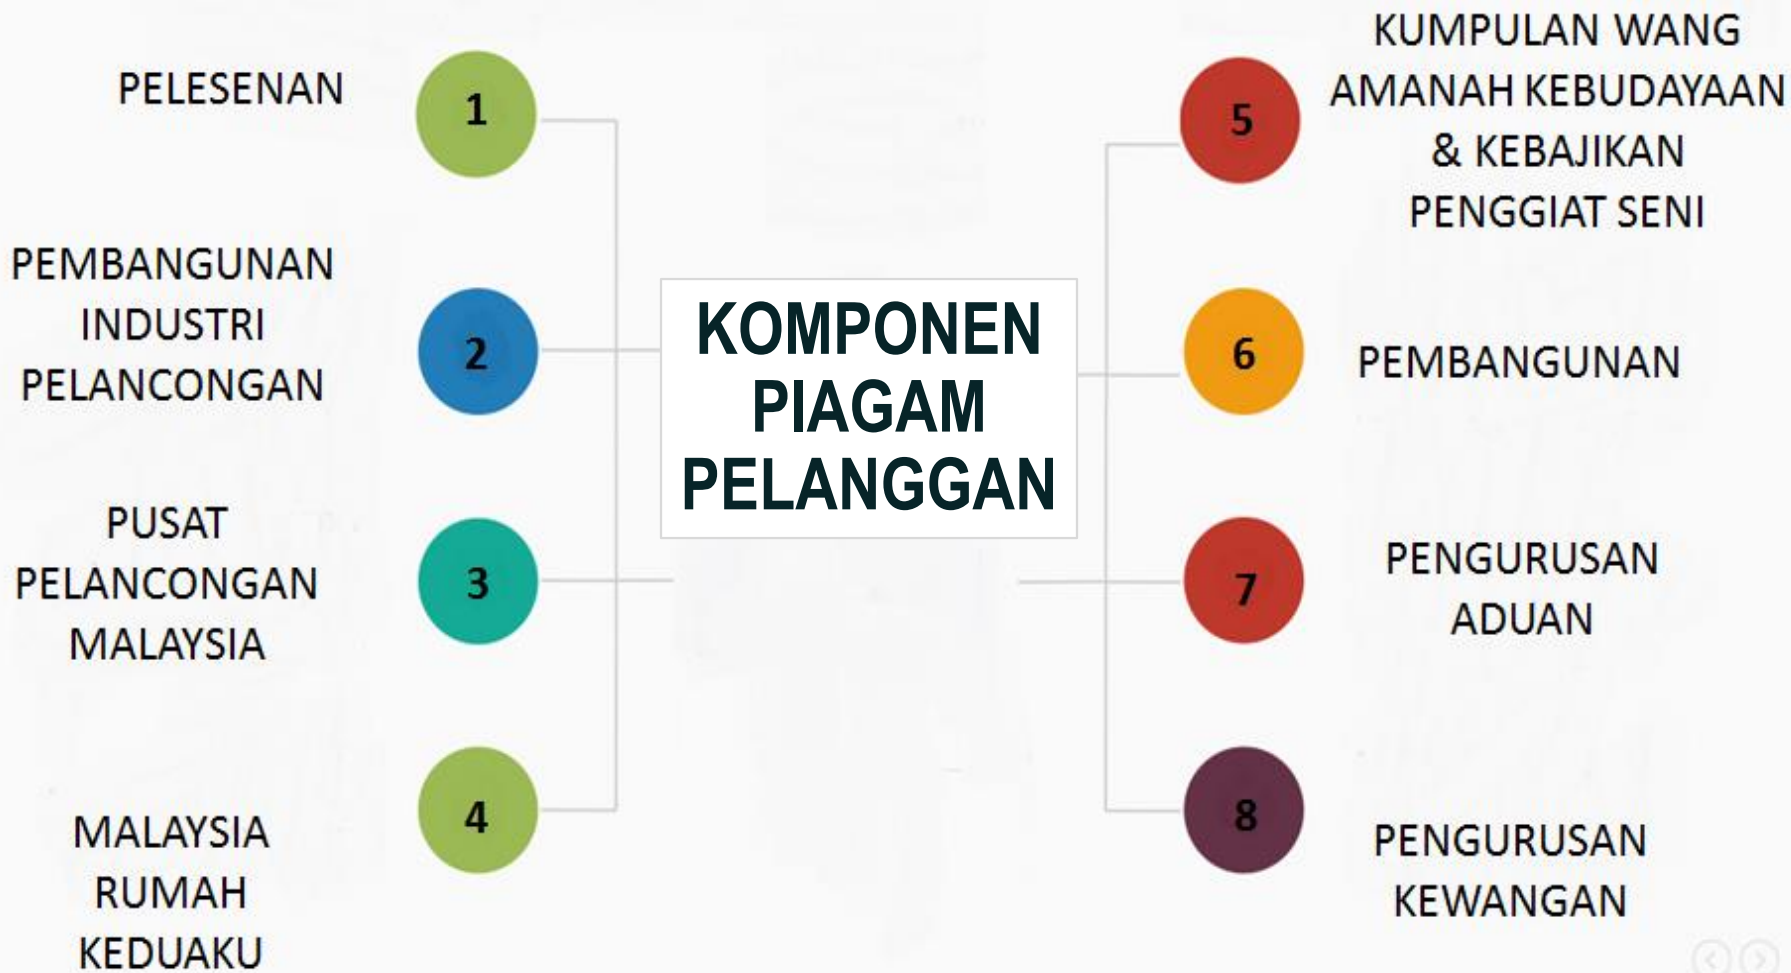 PELESENAN
1
PEMBANGUNAN
INDUSTRI
PELANCONGAN
2
PUSAT
PELANCONGAN
MALAYSIA
3
MALAYSIA
RUMAH
KEDUAKU
4
KOMPONEN
PIAGAM
PELANGGAN
5
KUMPULAN WANG
AMANAH KEBUDAYAAN
& KEBAJIKAN
PENGGIAT SENI
6
PEMBANGUNAN
7
PENGURUSAN
ADUAN
8
PENGURUSAN
KEWANGAN